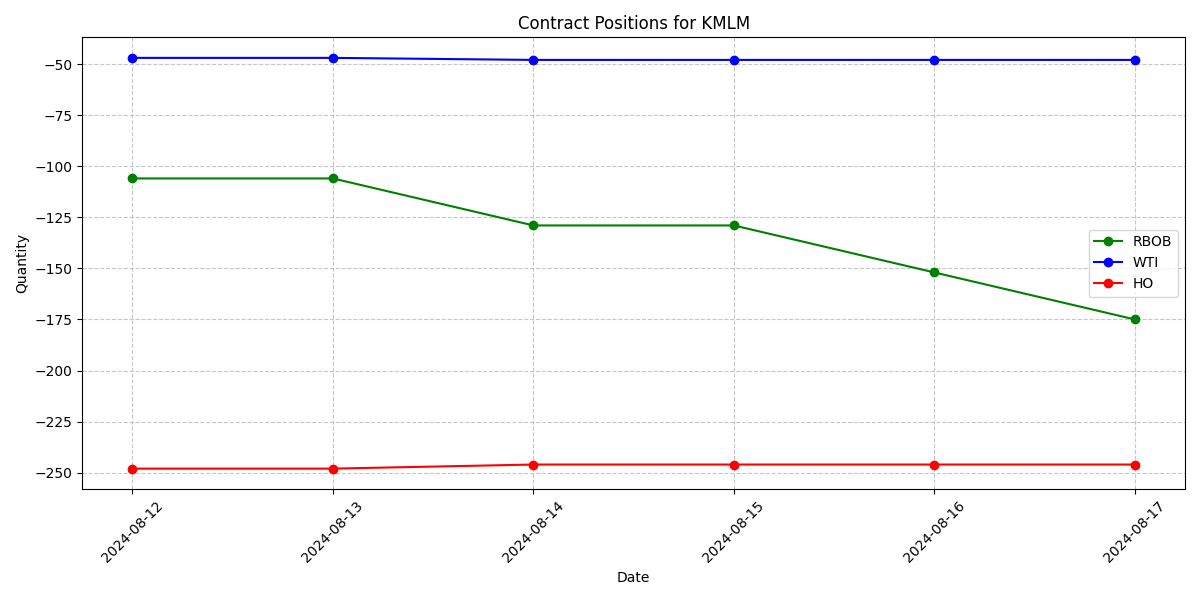 Contract Positions for KMLM
Quantity
−50
−75
−100
−125
−150
−175
−200
−225
−250
RBOB
WTI
HO
2024-08-12
2024-08-13
2024-08-14
2024-08-15
2024-08-16
2024-08-17
Date